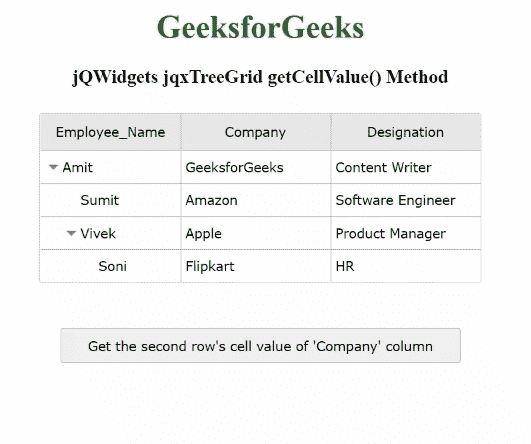 GeeksforGeeks
jQWidgets jqxTreeGrid getCellValue() Method
Employee_Name Company Designation
Amit GeeksforGeeks Content Writer
Sumit Amazon Software Engineer
Vivek Apple Product Manager
Soni Flipkart HR
Get the second row's cell value of 'Company' column